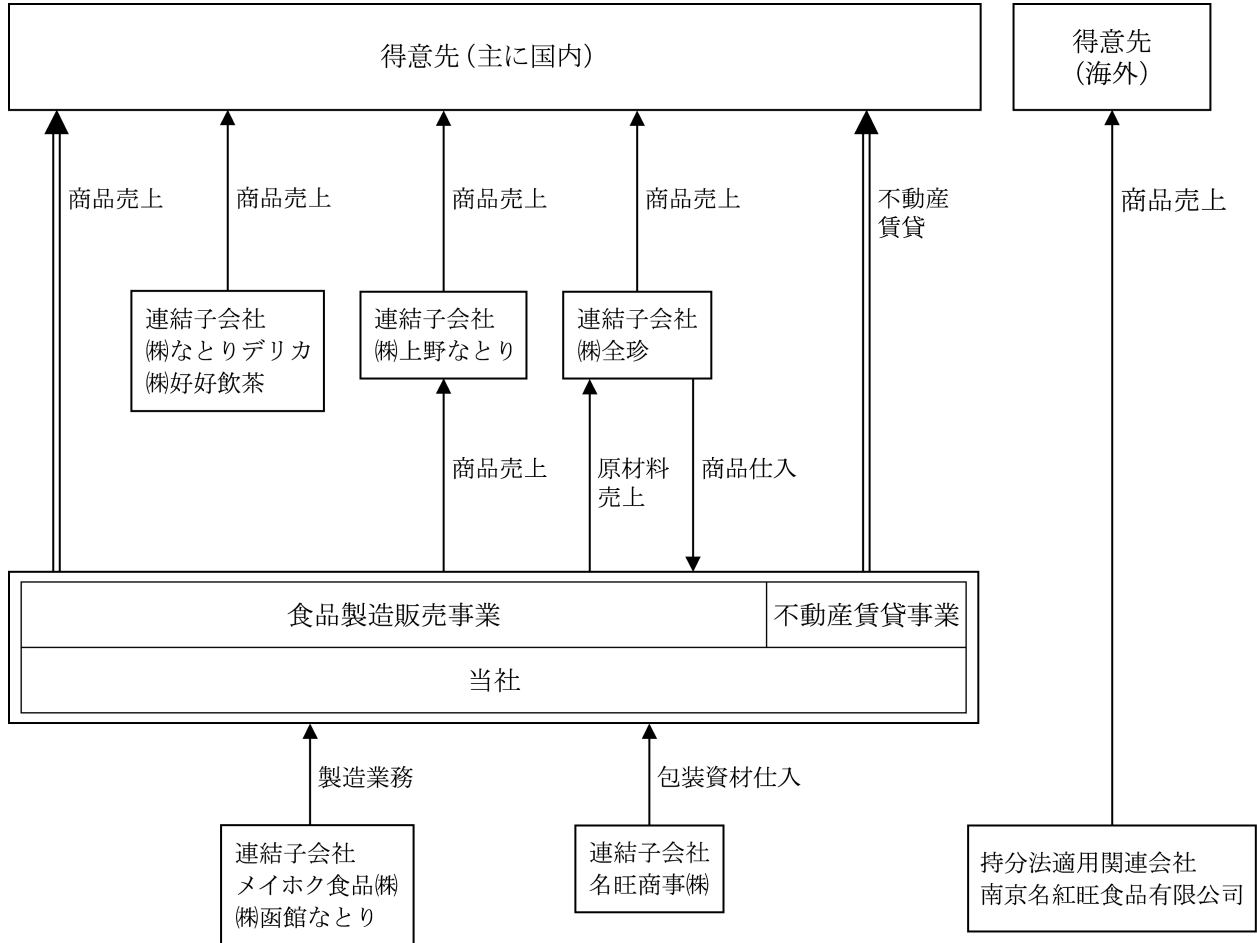 得意先（主に国内）
得意先
（海外）
商品売上
商品売上
商品売上
商品売上
不動産
賃貸
商品売上
連結子会社
㈱なとりデリカ
㈱好好飲茶
連結子会社
㈱上野なとり
連結子会社
㈱全珍
商品売上
原材料
売上
商品仕入
食品製造販売事業
不動産賃貸事業
当社
製造業務
包装資材仕入
連結子会社
メイホク食品㈱
㈱函館なとり
連結子会社
名旺商事㈱
持分法適用関連会社
南京名紅旺食品有限公司